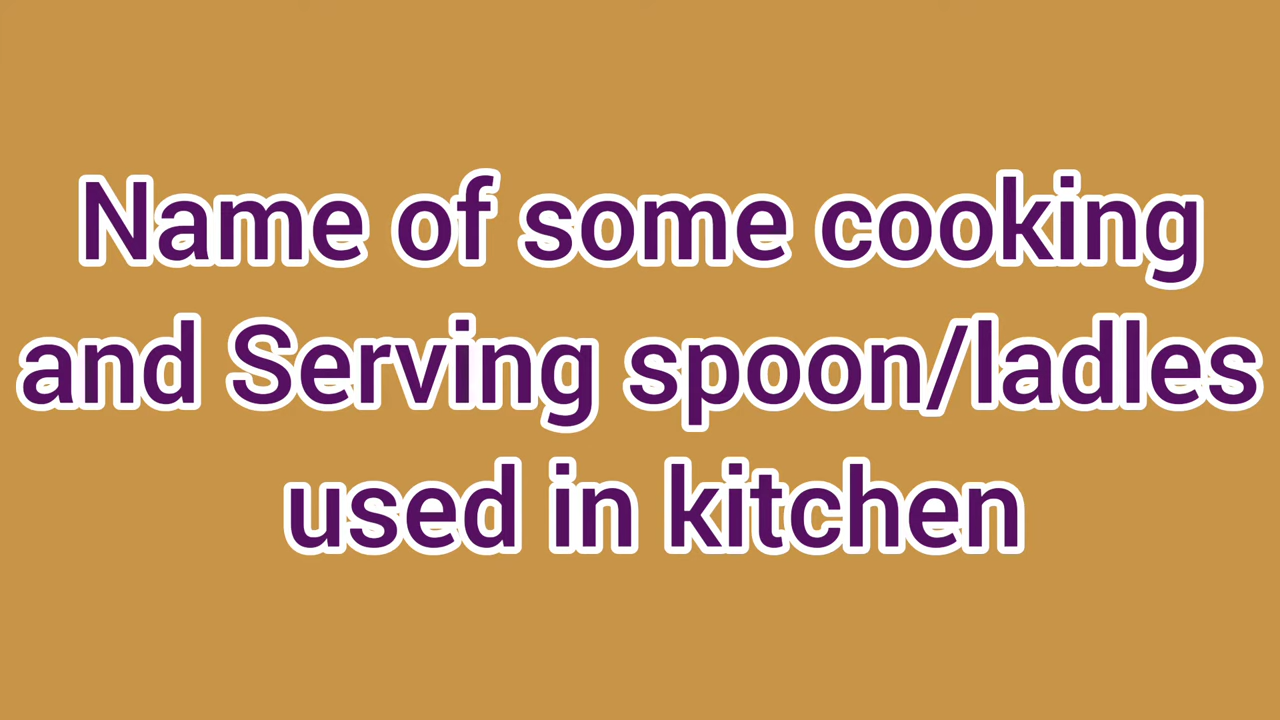 Name of some cooking
and Serving spoon/ladles
used in kitchen